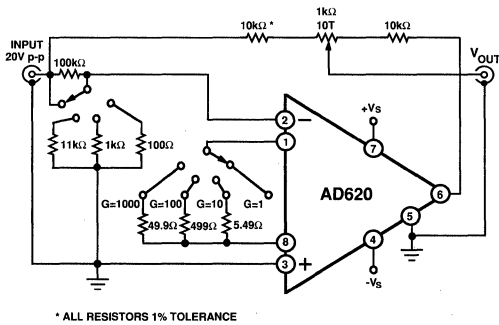 1kΩ
10kΩ * 10T 10kΩ
INPUT
20V p-p
VOUT
100kΩ
11kΩ 1kΩ 100Ω
2 −
1
+VS
7
G=1000 G=100 G=10 G=1
AD620
6
5
49.9Ω 499Ω 5.49Ω
8
4
3 +
-VS
* ALL RESISTORS 1% TOLERANCE